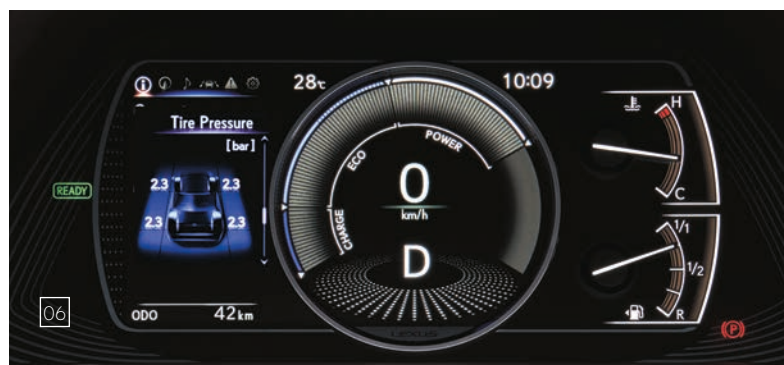 28℃
10:09
Tire Pressure
[bar]
2.3 2.3
2.3 2.3
READY
ODO 42km
CHARGE
ECO
POWER
0
km/h
D
LEXUS
H
C
1/1
1/2
R
P
06